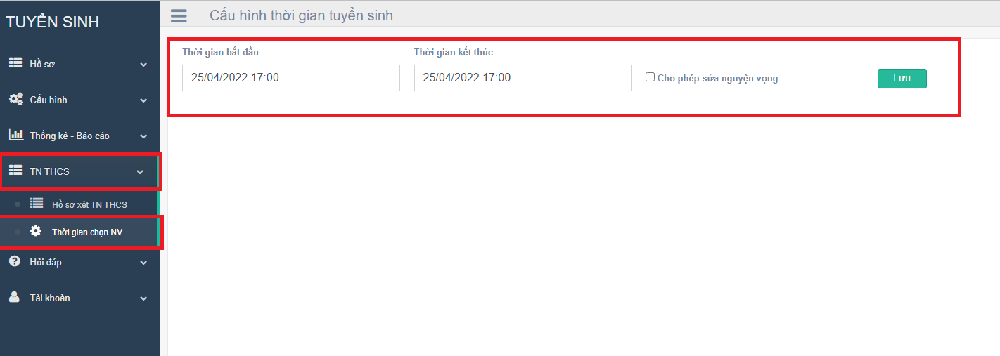 TUYỂN SINH
Cấu hình thời gian tuyển sinh
Hồ sơ
Cấu hình
Thống kê - Báo cáo
TN THCS
Hồ sơ xét TN THCS
Thời gian chọn NV
Hỏi đáp
Tài khoản
Thời gian bắt đầu
Thời gian kết thúc
25/04/2022 17:00
25/04/2022 17:00
Cho phép sửa nguyện vọng
Lưu